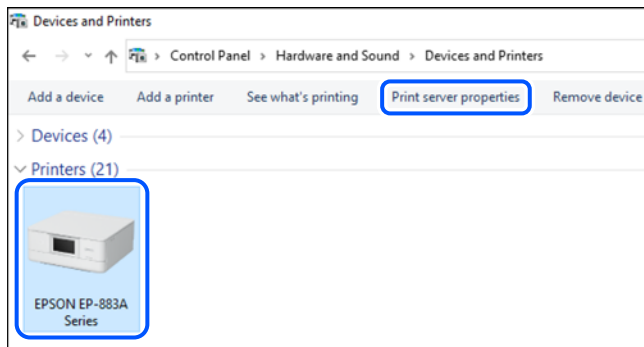 Devices and Printers
Control Panel > Hardware and Sound > Devices and Printers
Add a device Add a printer See what's printing Print server properties Remove device
Devices (4)
Printers (21)
EPSON EP-883A
Series